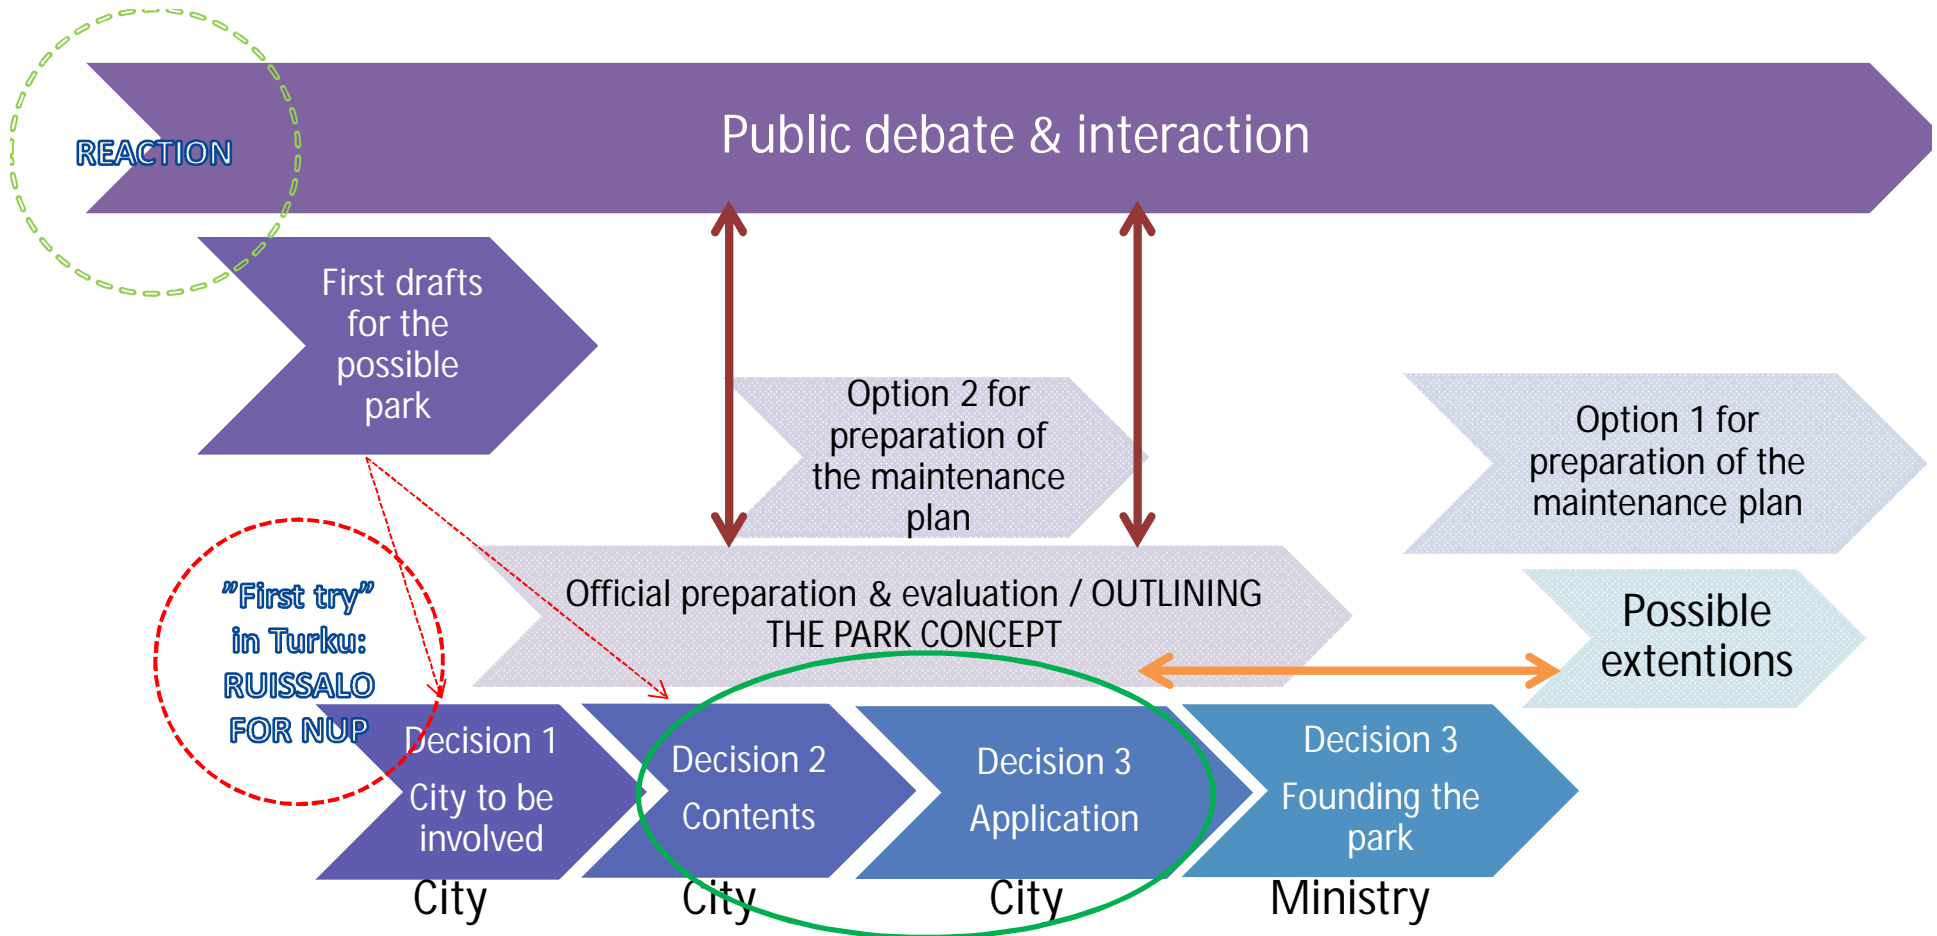 Public debate & interaction
REACTION
First drafts
for the
possible
park
Option 2 for
preparation of
the maintenance
plan
Option 1 for
preparation of the
maintenance plan
Official preparation & evaluation / OUTLINING
THE PARK CONCEPT
Possible
extentions
”First try”
in Turku:
RUISSALO
FOR NUP
Decision 1
City to be
involved
Decision 2
Contents
Decision 3
Application
Decision 3
Founding the
park
City
City
City
Ministry